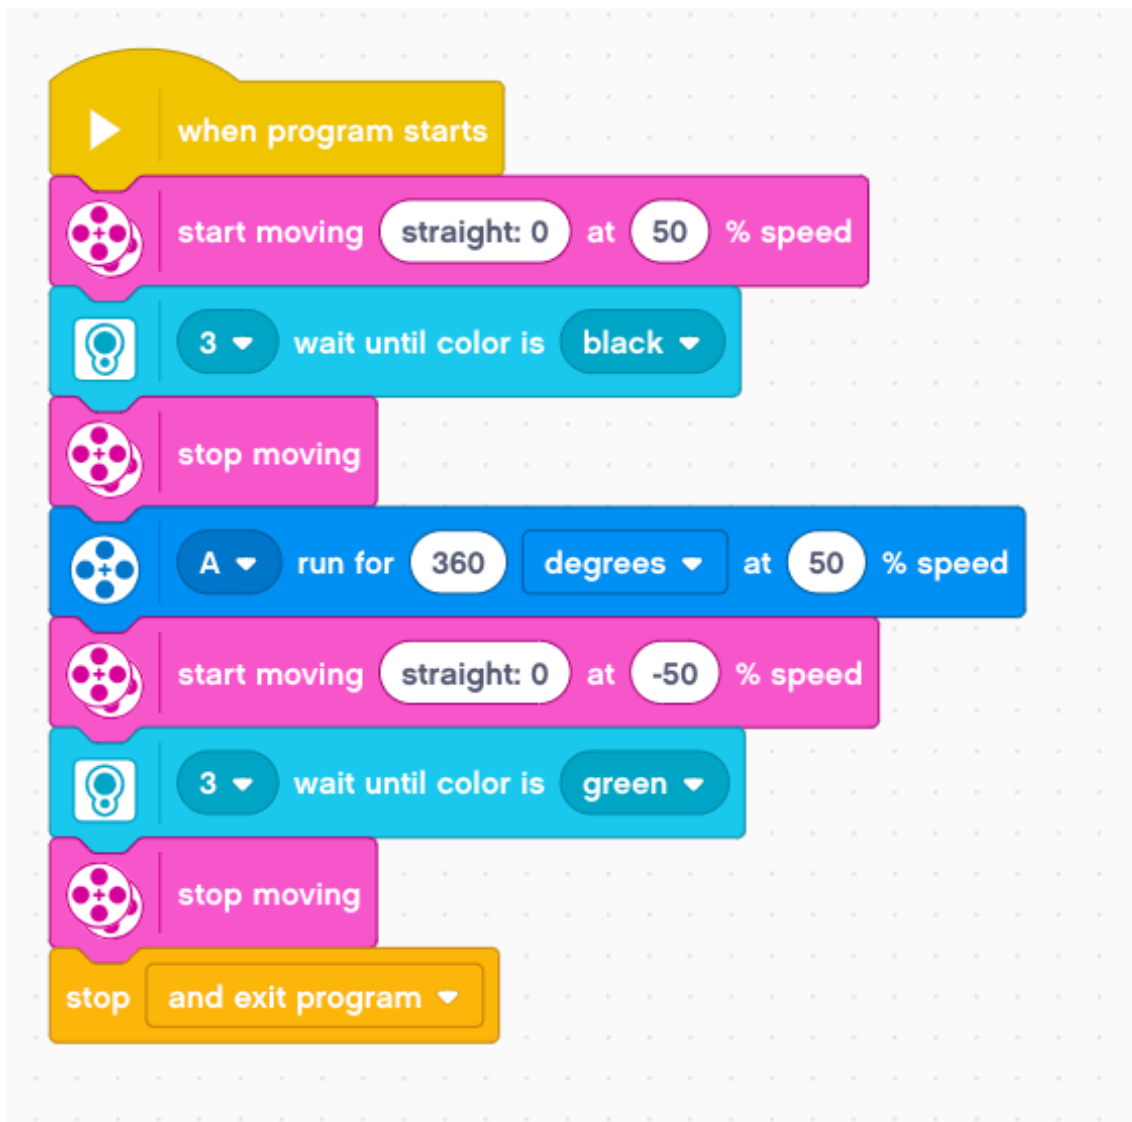 when program starts
start moving straight: 0 at 50 % speed
3 wait until color is black
stop moving
A run for 360 degrees at 50 % speed
start moving straight: 0 at -50 % speed
3 wait until color is green
stop moving
stop and exit program